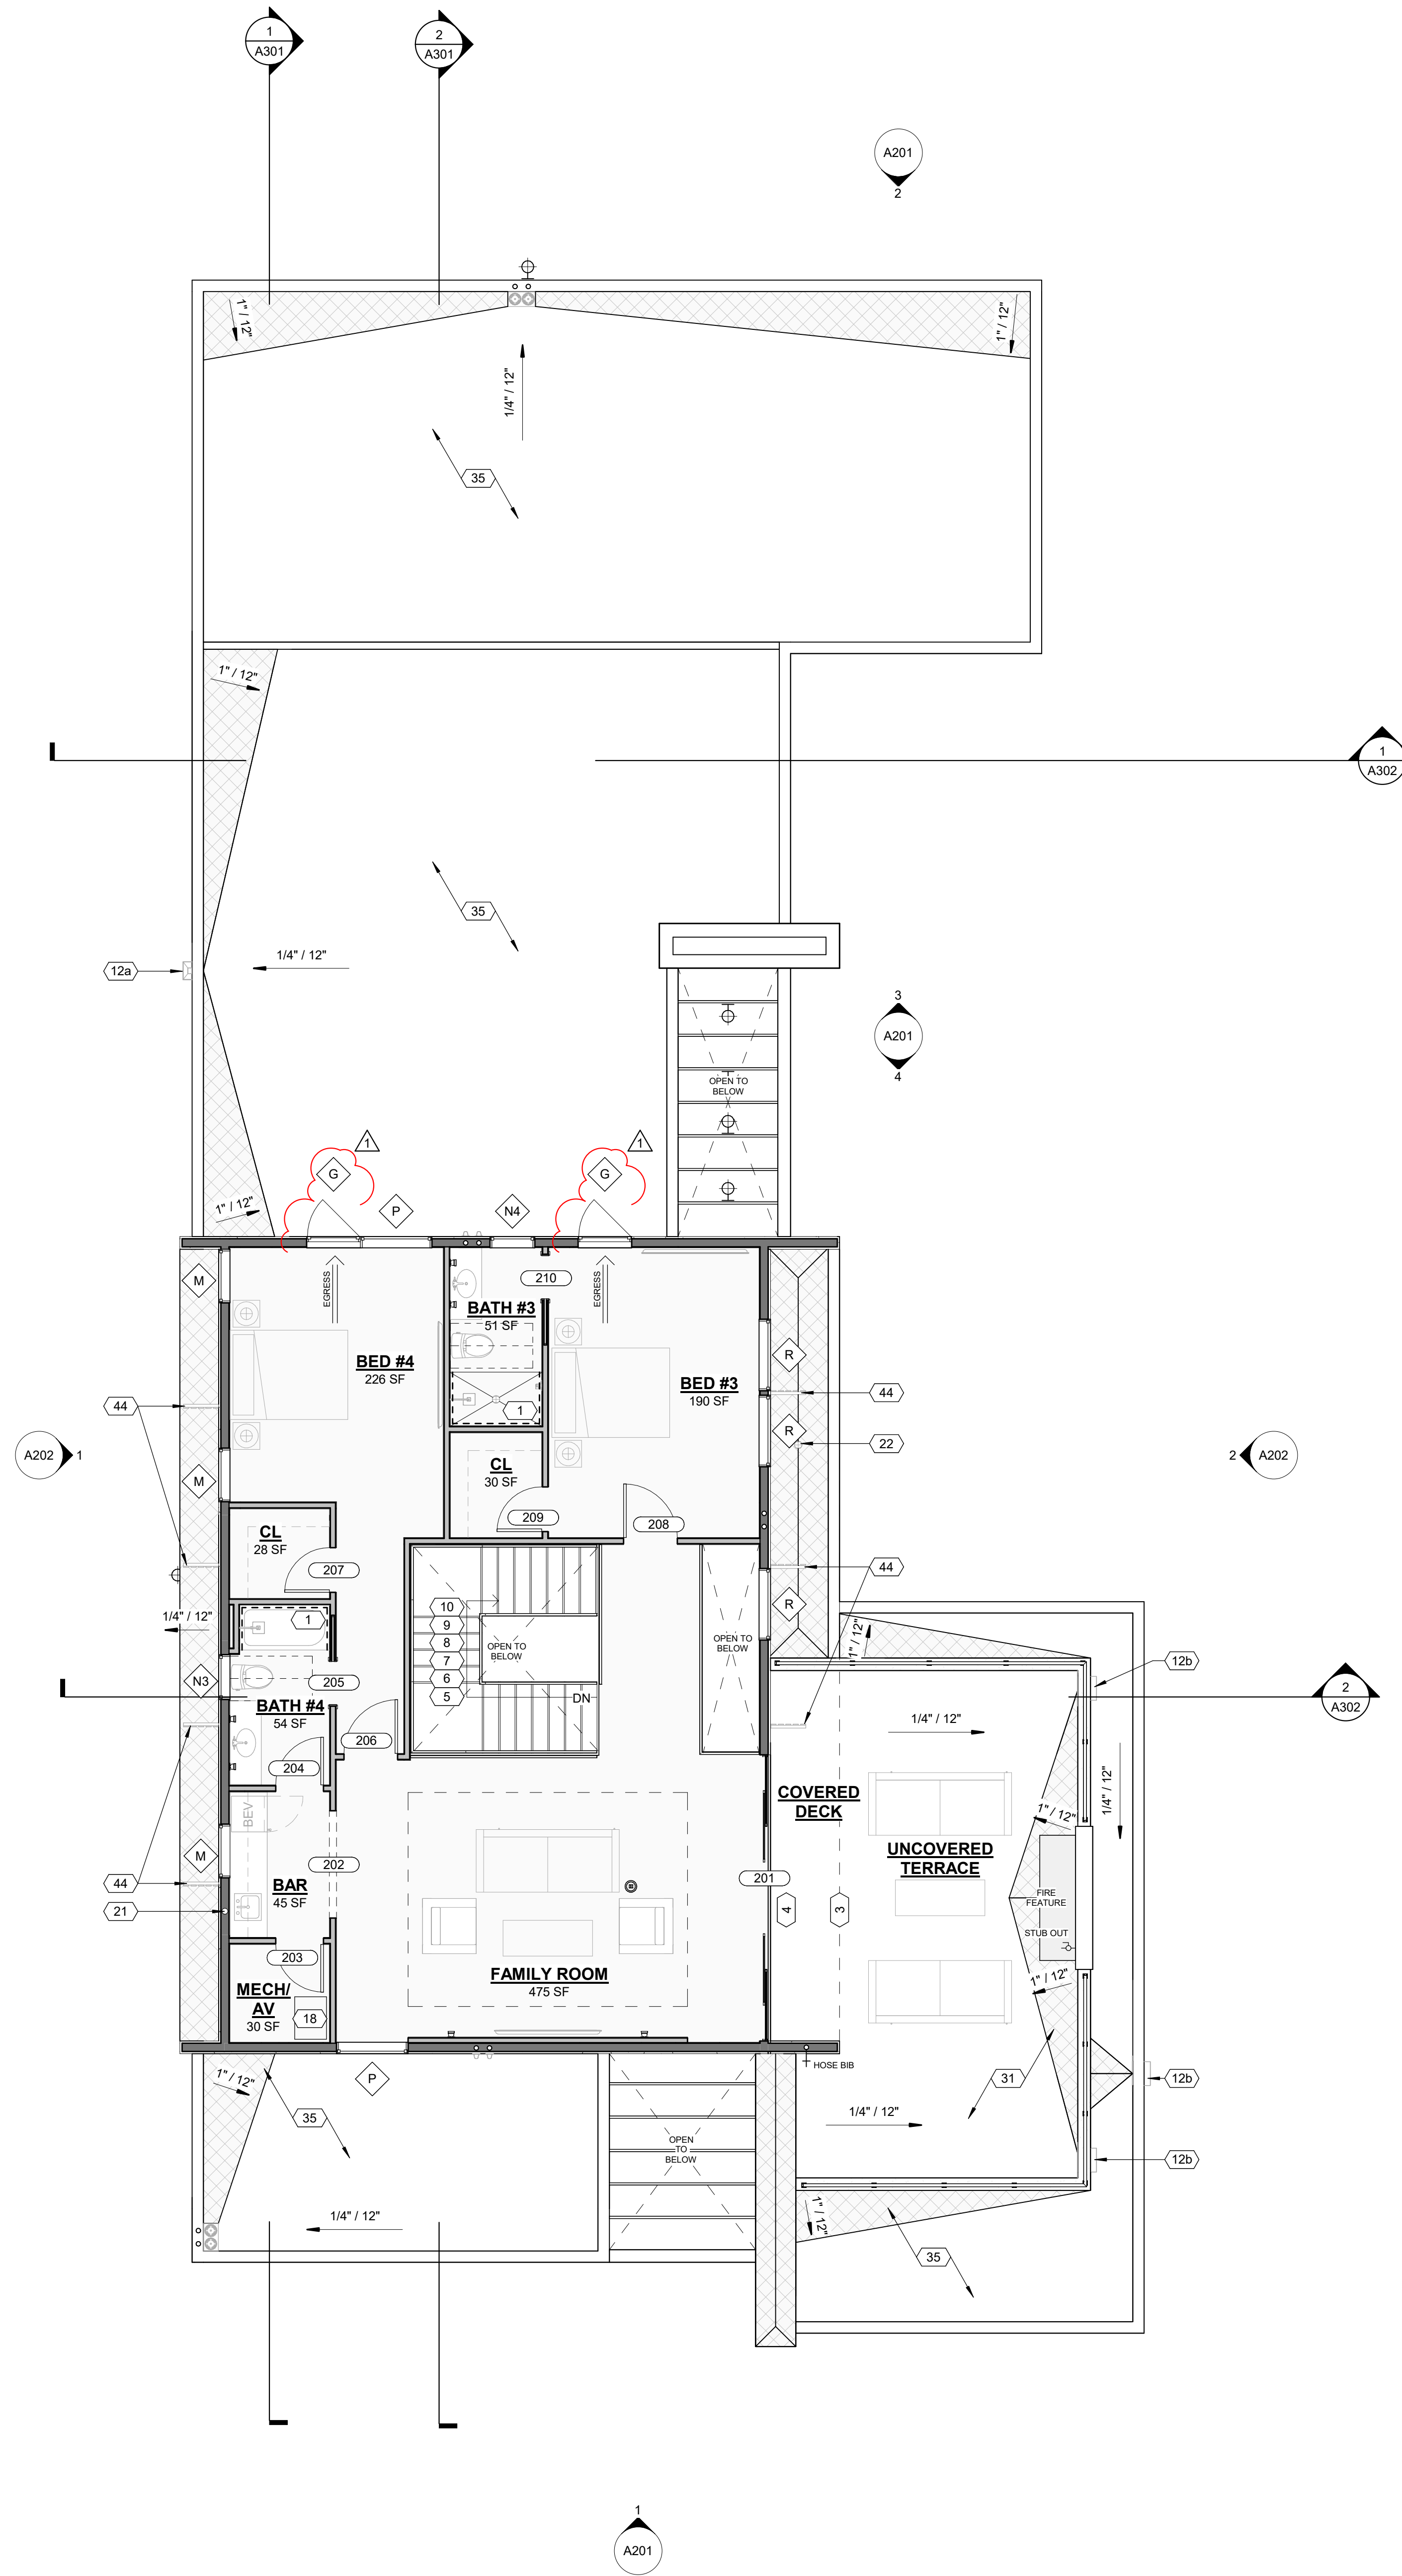 1
A301
2
A301
A201
2
1" / 12"
1" / 12"
1/4" / 12"
35
1" / 12"
1
A302
35
12a
1/4" / 12"
3
A201
4
OPEN TO
BELOW
1
1
G
G
P
N4
1" / 12"
M
EGRESS
210
EGRESS
BATH #3
51 SF
R
BED #4
226 SF
BED #3
190 SF
44
44
1
R
22
A202
1
2
A202
M
CL
30 SF
209
208
CL
28 SF
207
44
10
9
8
7
6
5
OPEN TO
BELOW
DN
OPEN TO
BELOW
R
1/4" / 12"
1
1" / 12"
12b
N3
205
BATH #4
54 SF
2
A302
206
204
1/4" / 12"
1/4" / 12"
COVERED
DECK
BEV
1" / 12"
UNCOVERED
TERRACE
M
202
201
44
BAR
45 SF
FIRE
FEATURE
21
4
3
STUB OUT
203
FAMILY ROOM
475 SF
1" / 12"
MECH/
AV
30 SF
18
HOSE BIB
P
1" / 12"
31
12b
35
1/4" / 12"
OPEN
TO
BELOW
12b
1/4" / 12"
1" / 12"
35
1
A201